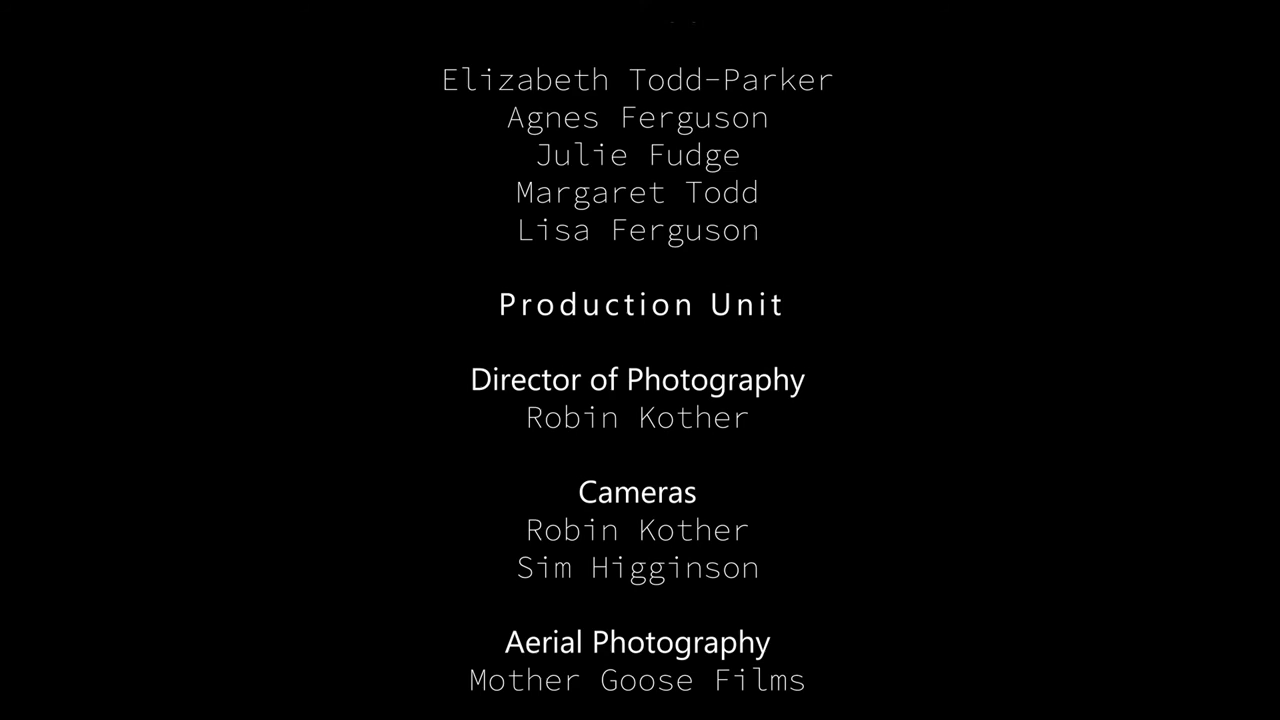 Elizabeth Todd-Parker
Agnes Ferguson
Julie Fudge
Margaret Todd
Lisa Ferguson
Production Unit
Director of Photography
Robin Kother
Cameras
Robin Kother
Sim Higginson
Aerial Photography
Mother Goose Films